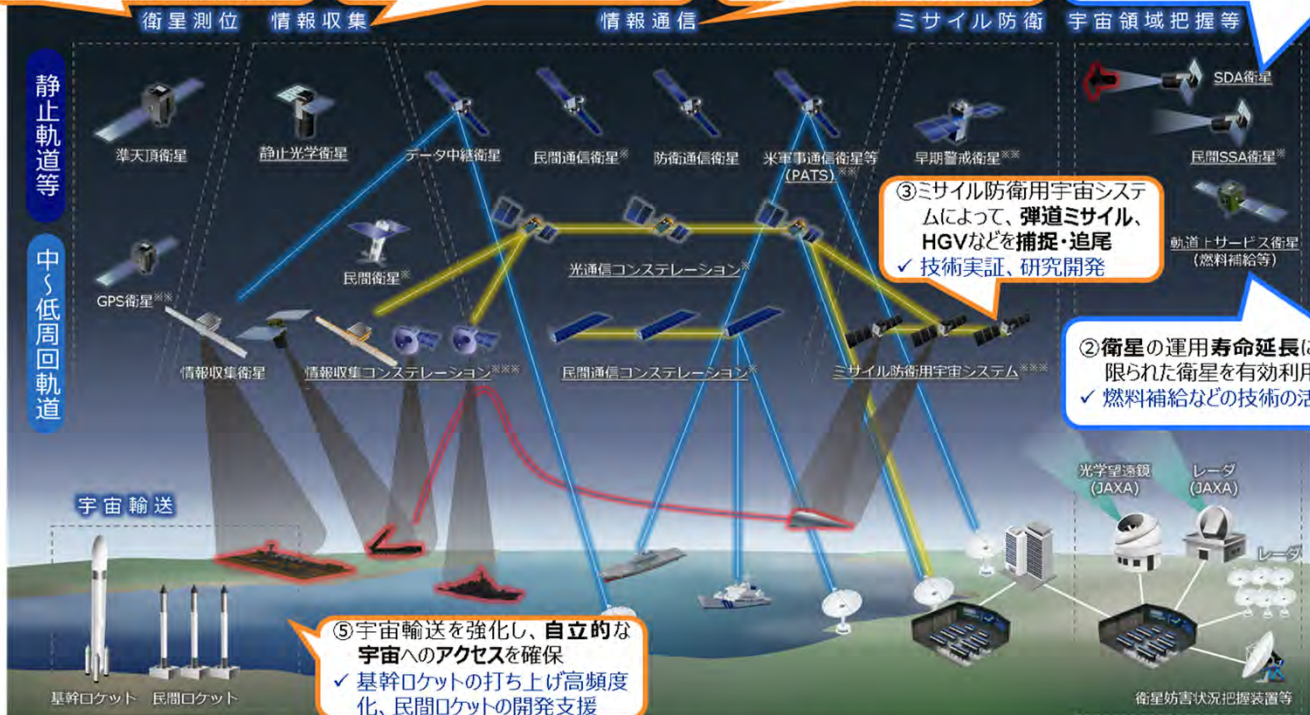 衛星測位
情報収集
情報通信
ミサイル防衛
宇宙領域把握等
静止軌道等
中～低周回軌道
準天頂衛星
静止光学衛星
データ中継衛星
民間通信衛星※
防衛通信衛星
米軍事通信衛星等
(PATS)※※
早期警戒衛星※※
SDA衛星
民間SSA衛星※
軌道上サービス衛星
(燃料補給等)
③ミサイル防衛用宇宙システ
ムによって、弾道ミサイル、
HGVなどを捕捉・追尾
✓ 技術実証、研究開発
GPS衛星※※
民間衛星※
光通信コンステレーション※
情報収集衛星
情報収集コンステレーション※※※
民間通信コンステレーション※
ミサイル防衛用宇宙システム※※※
②衛星の運用寿命延長に
限られた衛星を有効利用
✓ 燃料補給などの技術の活
光学望遠鏡
(JAXA)
レーダ
(JAXA)
レーダ
宇宙輸送
基幹ロケット
民間ロケット
⑤宇宙輸送を強化し、自立的な
宇宙へのアクセスを確保
✓ 基幹ロケットの打ち上げ高頻度
化、民間ロケットの開発支援
衛星妨害状況把握装置等